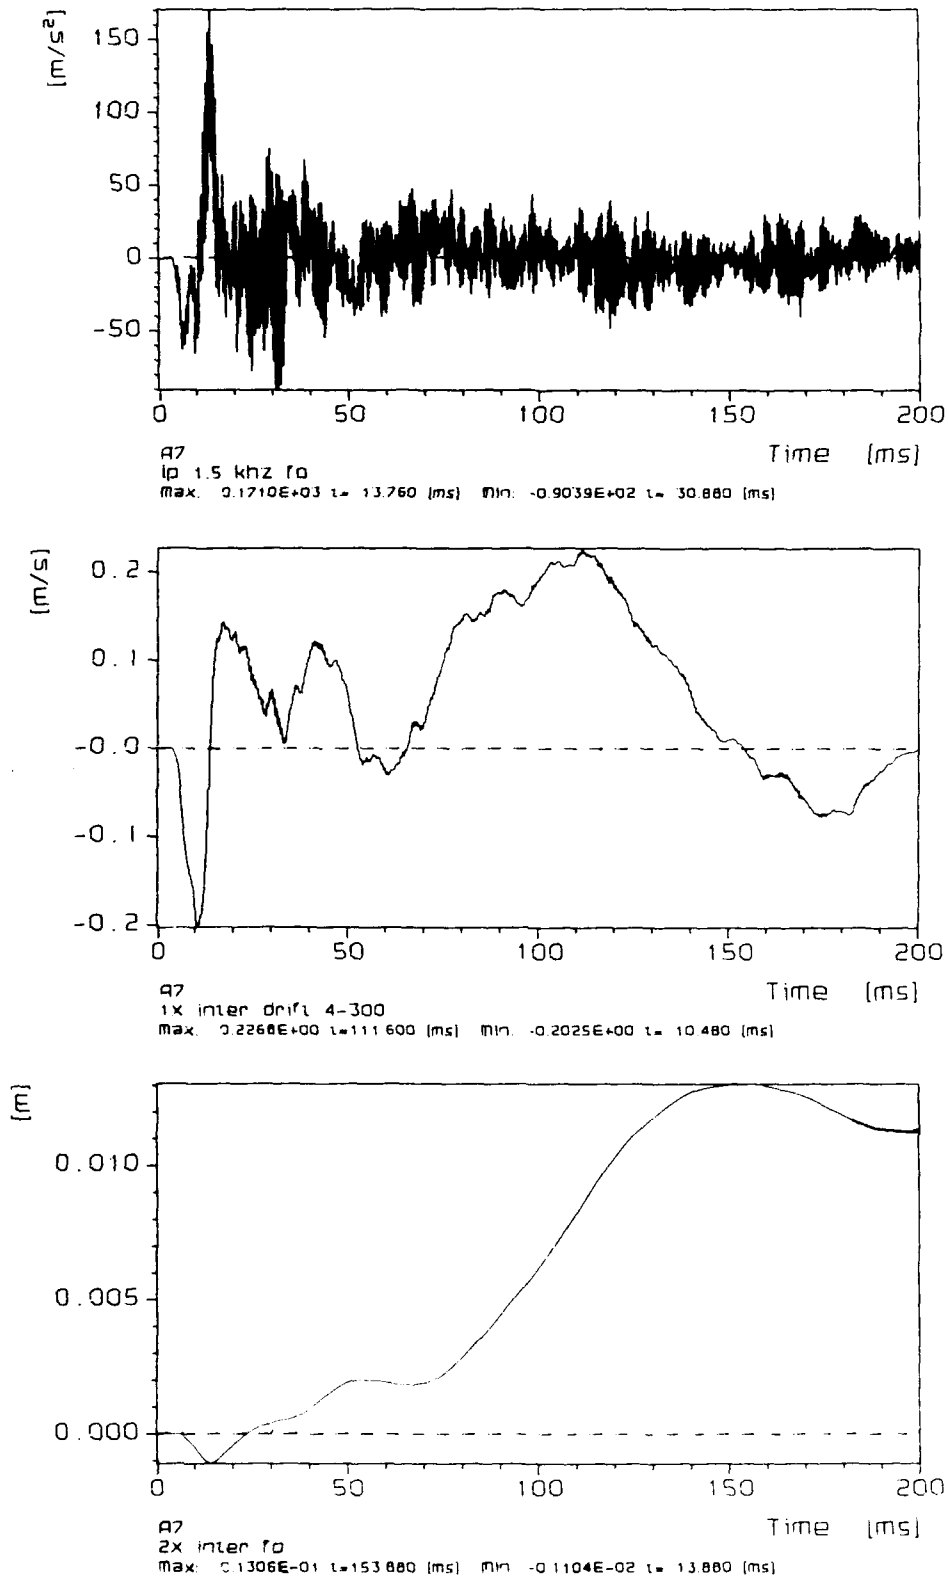 [m/s²]
150
100
50
0
-50
0 50 100 150 200
Time [ms]
A7
lp 1.5 khz fo
max: 0.1710E+03 t= 13.760 [ms] min: -0.9039E+02 t= 30.880 [ms]
[m/s]
0.2
0.1
-0.0
-0.1
-0.2
0 50 100 150 200
Time [ms]
A7
1x inter drift 4-300
max: 0.2268E+00 t=111.600 [ms] min: -0.2025E+00 t= 10.480 [ms]
[m]
0.010
0.005
0.000
0 50 100 150 200
Time [ms]
A7
2x inter fo
max: 0.1306E-01 t=153.880 [ms] min -0.1104E-02 t= 13.880 [ms]